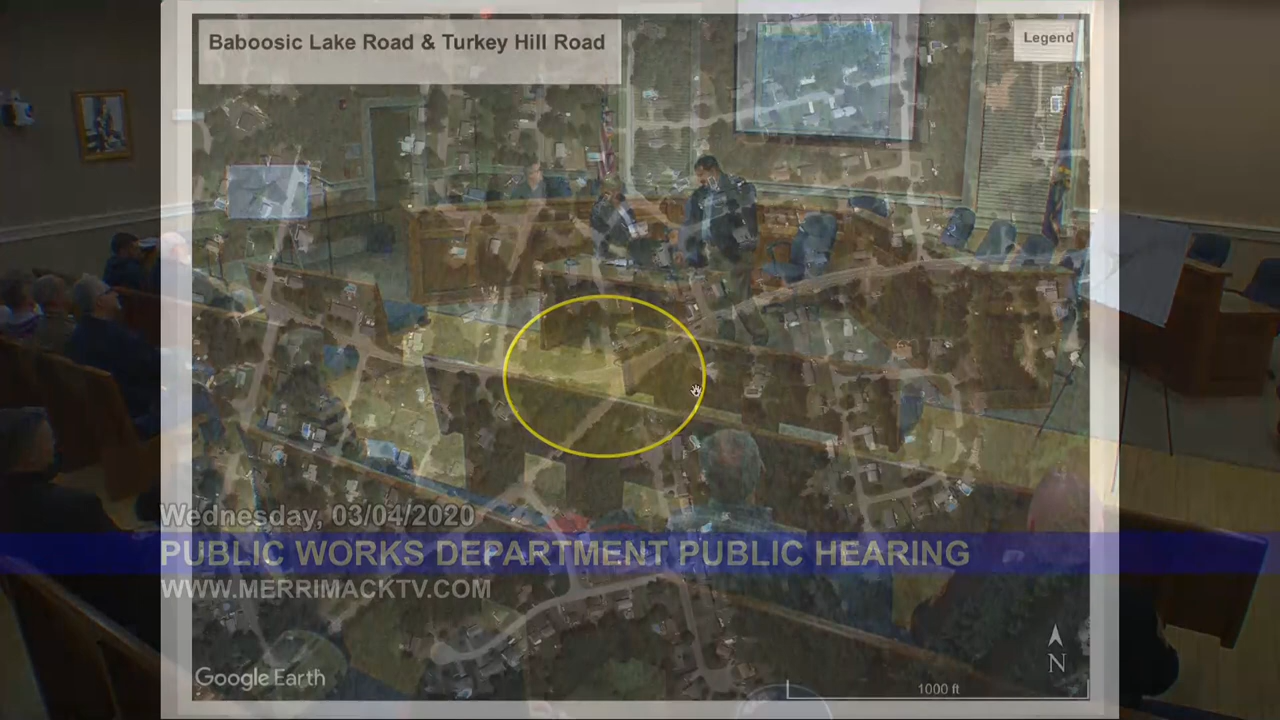 Baboosic Lake Road & Turkey Hill Road
Legend
Wednesday, 03/04/2020
PUBLIC WORKS DEPARTMENT PUBLIC HEARING
WWW.MERRIMACKTV.COM
Google Earth
N
1000 ft